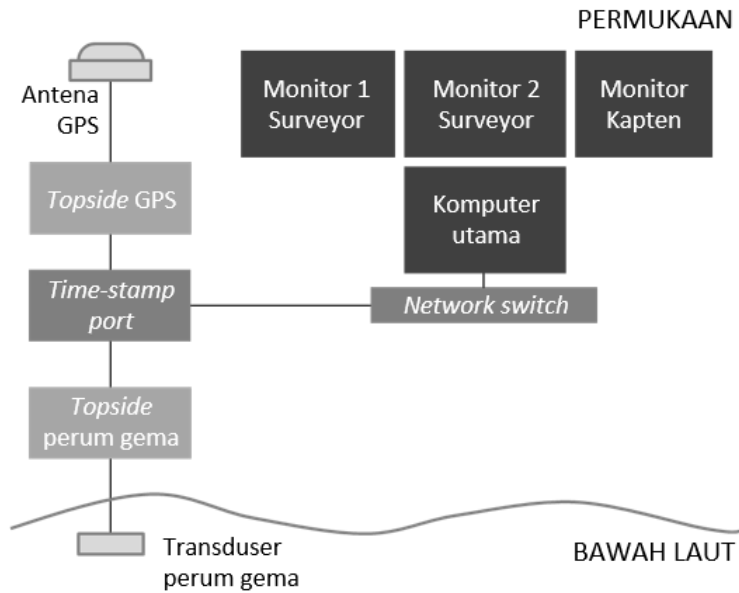 PERMUKAAN
Antena
GPS
Monitor 1
Surveyor
Monitor 2
Surveyor
Monitor
Kapten
Topside GPS
Komputer
utama
Time-stamp
port
Network switch
Topside
perum gema
Transduser
perum gema
BAWAH LAUT